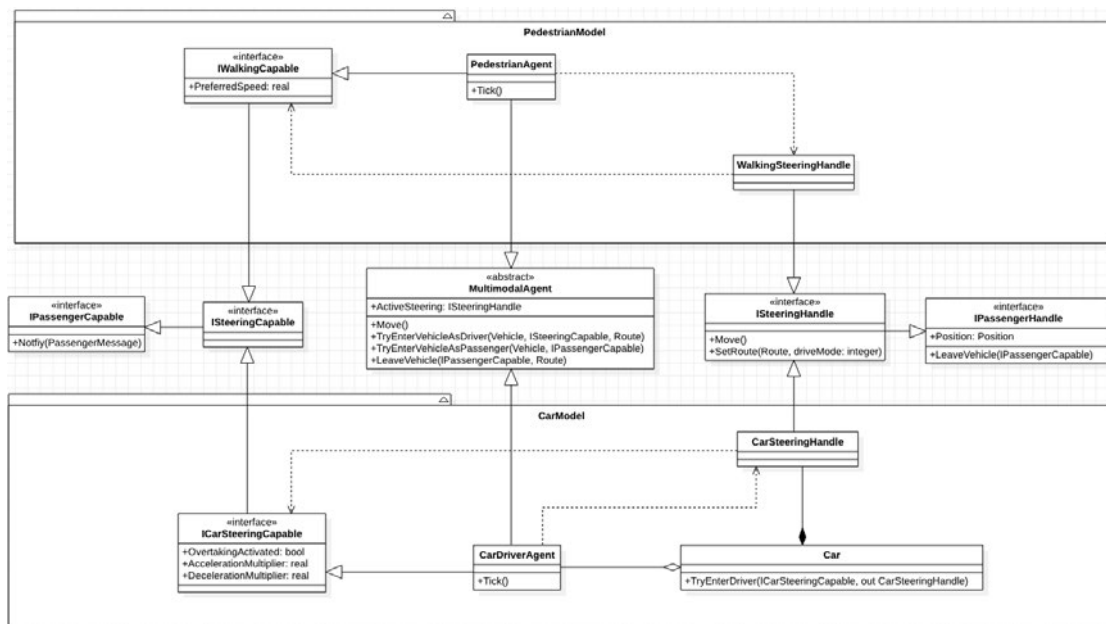 PedestrianModel
«interface»
IWalkingCapable
+PreferredSpeed: real
PedestrianAgent
+Tick()
WalkingSteeringHandle
«interface»
IPassengerCapable
+Notfiy(PassengerMessage)
«interface»
ISteeringCapable
«abstract»
MultimodalAgent
+ActiveSteering: ISteeringHandle
+Move()
+TryEnterVehicleAsDriver(Vehicle, ISteeringCapable, Route)
+TryEnterVehicleAsPassenger(Vehicle, IPassengerCapable)
+LeaveVehicle(IPassengerCapable, Route)
«interface»
ISteeringHandle
+Move()
+SetRoute(Route, driveMode: integer)
«interface»
IPassengerHandle
+Position: Position
+LeaveVehicle(IPassengerCapable)
CarModel
CarSteeringHandle
«interface»
ICarSteeringCapable
+OvertakingActivated: bool
+AccelerationMultiplier: real
+DecelerationMultiplier: real
CarDriverAgent
+Tick()
Car
+TryEnterDriver(ICarSteeringCapable, out CarSteeringHandle)